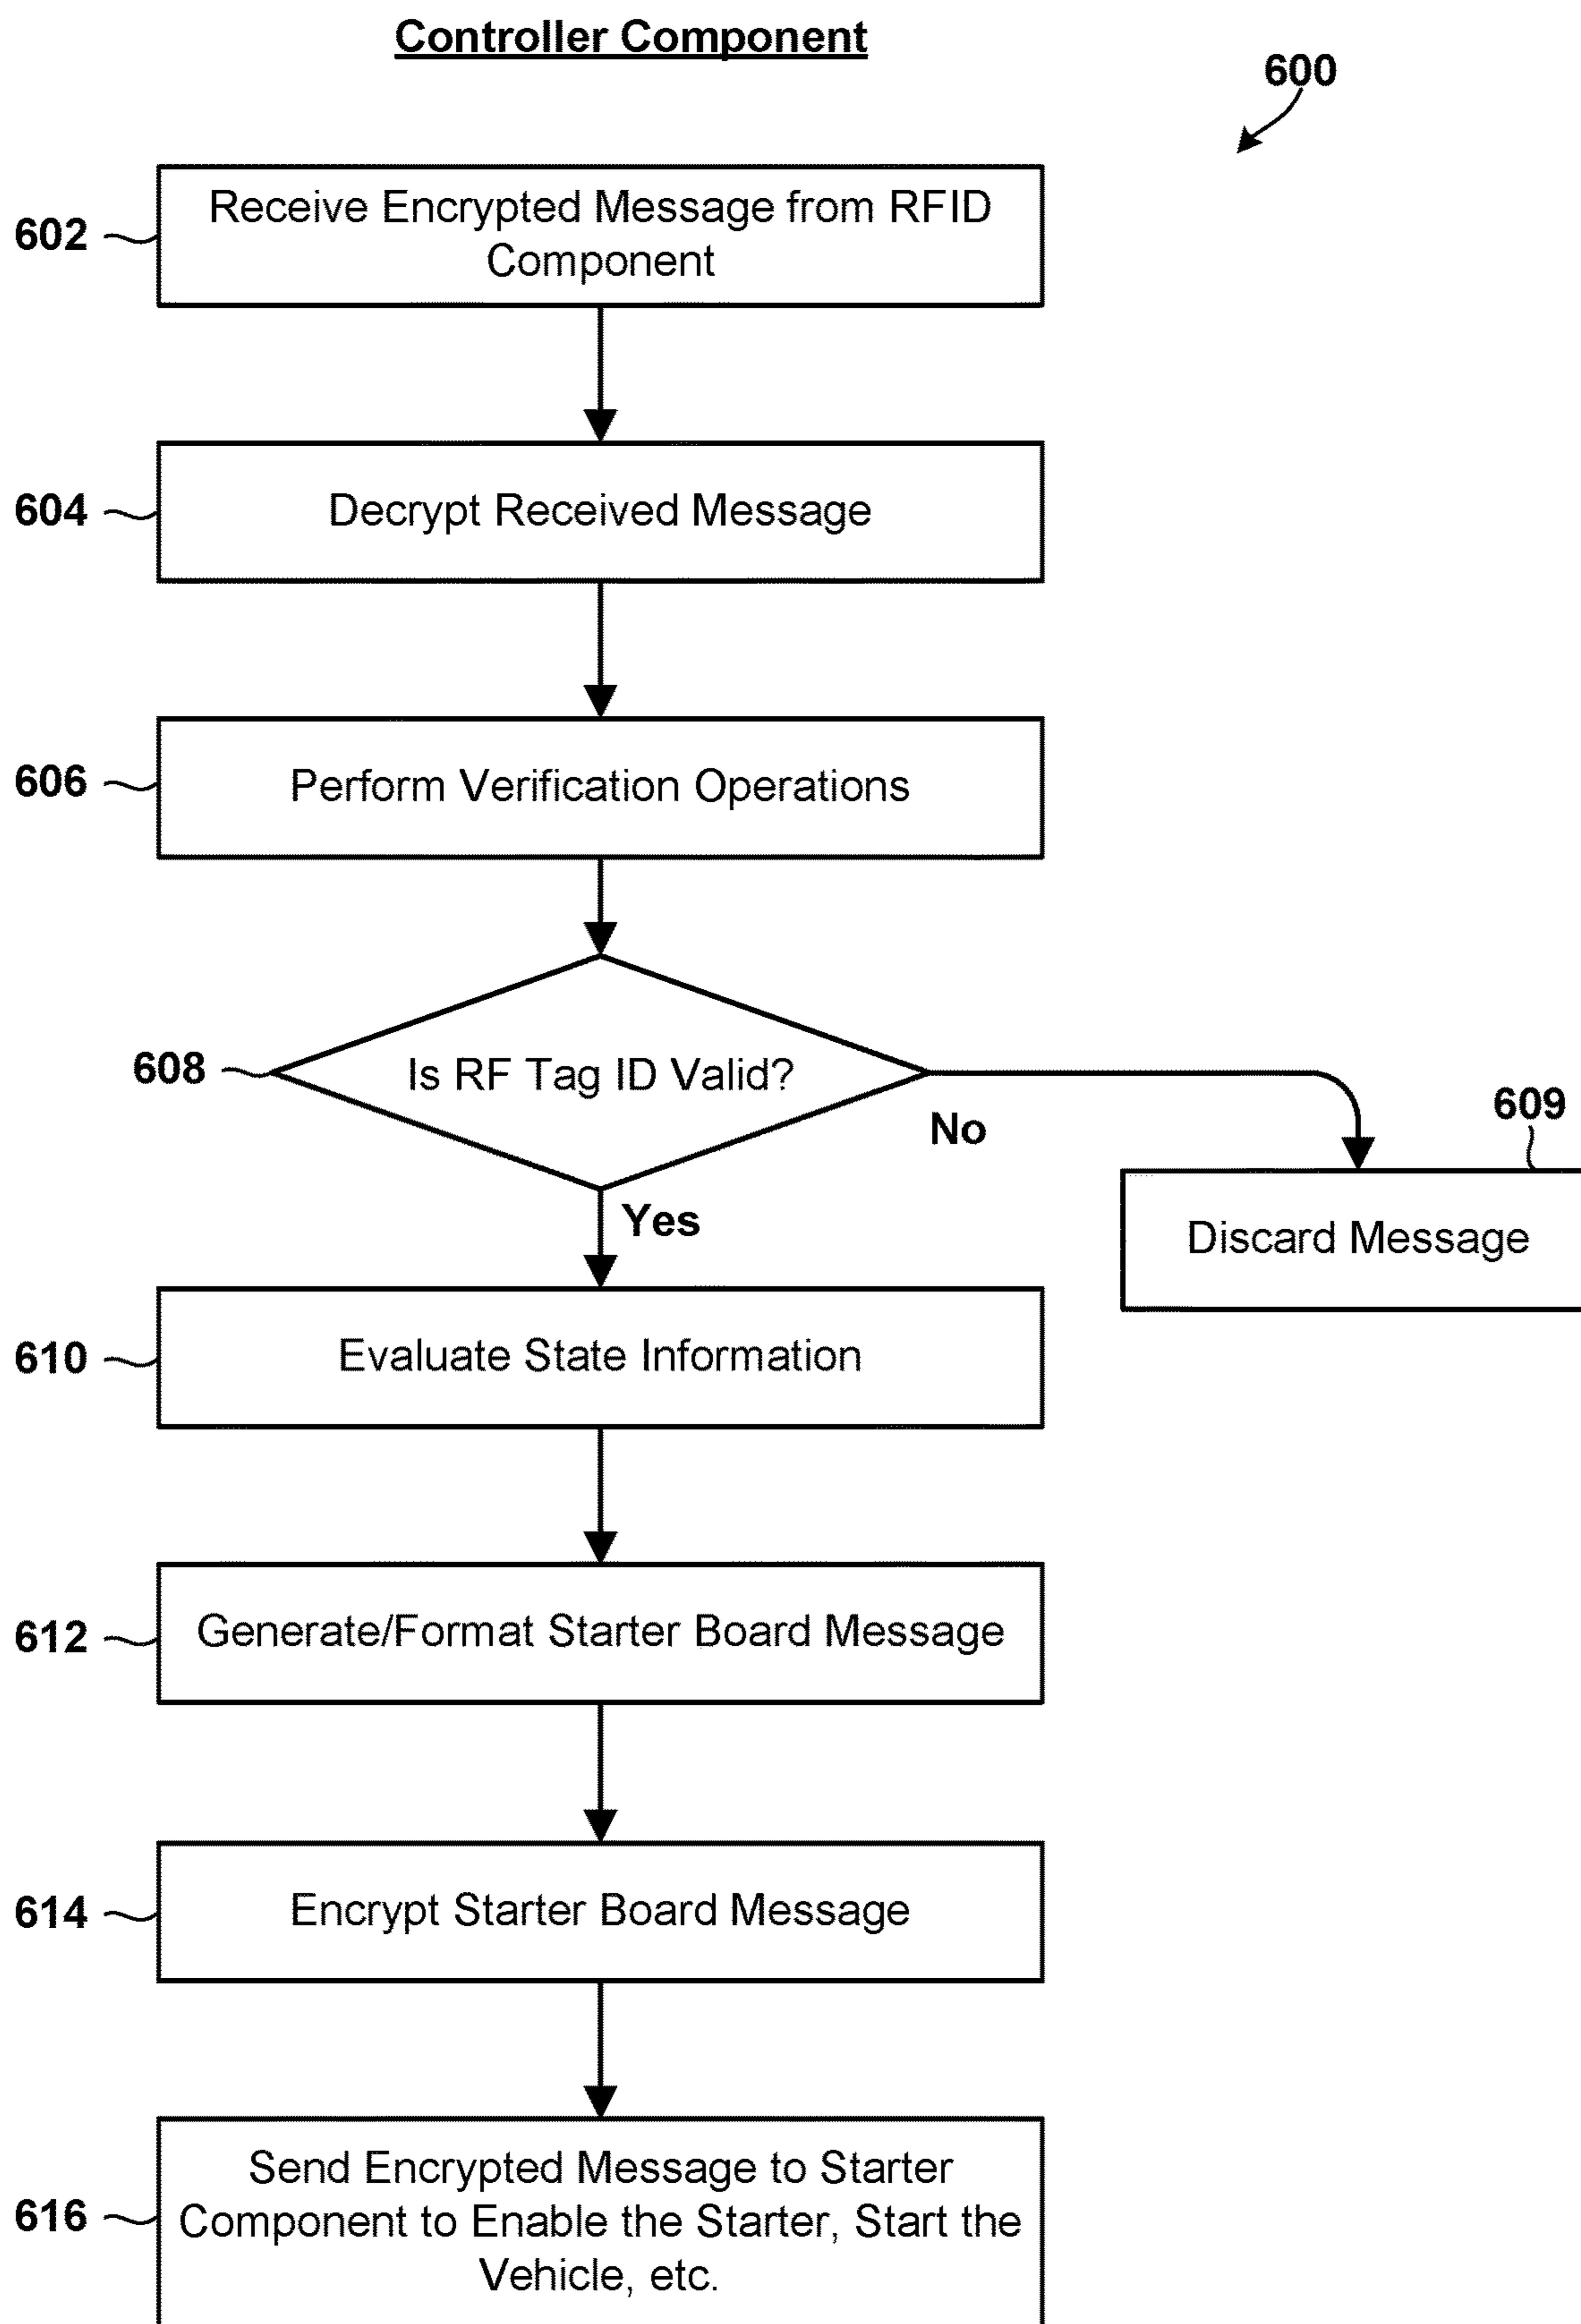 Controller Component
600
602
Receive Encrypted Message from RFID
Component
604
Decrypt Received Message
606
Perform Verification Operations
608
Is RF Tag ID Valid?
No
609
Discard Message
Yes
610
Evaluate State Information
612
Generate/Format Starter Board Message
614
Encrypt Starter Board Message
616
Send Encrypted Message to Starter
Component to Enable the Starter, Start the
Vehicle, etc.